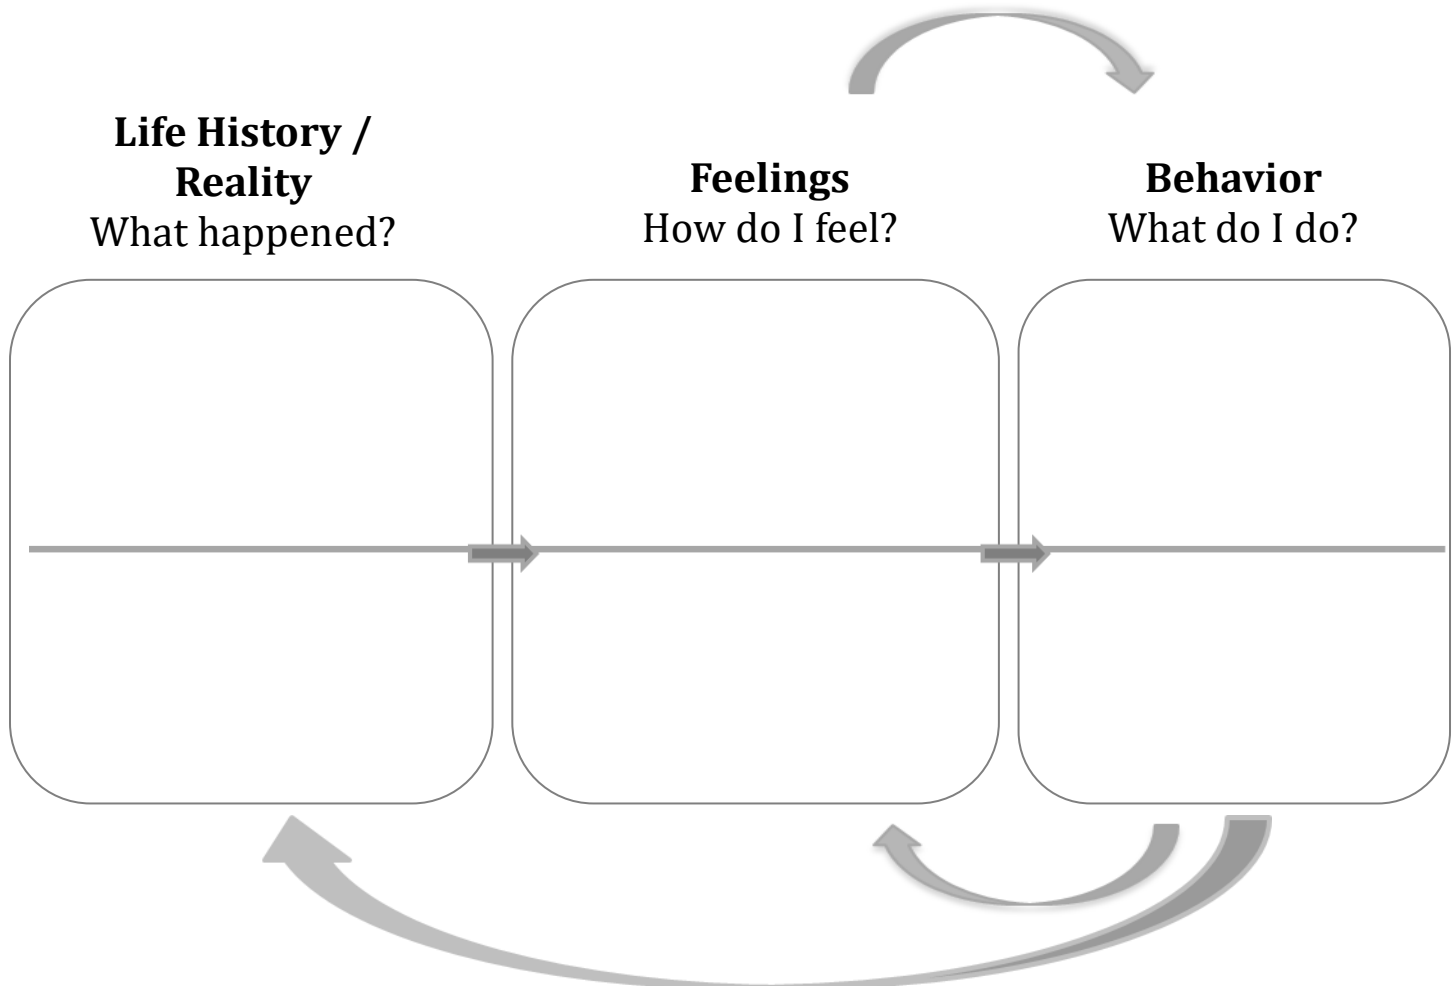 Life History /
Reality
What happened?
Feelings
How do I feel?
Behavior
What do I do?